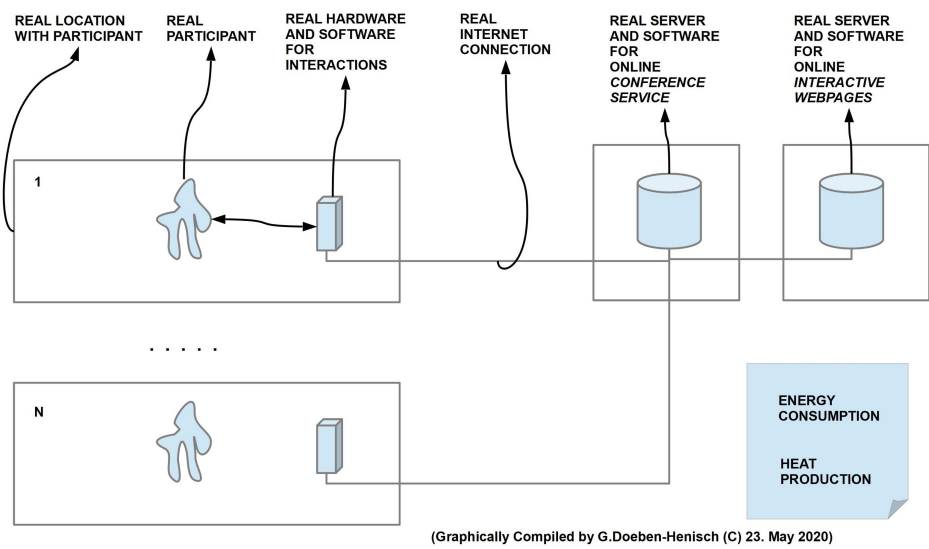 REAL LOCATION
WITH PARTICIPANT
REAL
PARTICIPANT
REAL HARDWARE
AND SOFTWARE
FOR
INTERACTIONS
REAL
INTERNET
CONNECTION
REAL SERVER
AND SOFTWARE
FOR
ONLINE
CONFERENCE
SERVICE
REAL SERVER
AND SOFTWARE
FOR
ONLINE
INTERACTIVE
WEBPAGES
1
. . . . .
N
ENERGY
CONSUMPTION
HEAT
PRODUCTION
(Graphically Compiled by G.Doeben-Henisch (C) 23. May 2020)